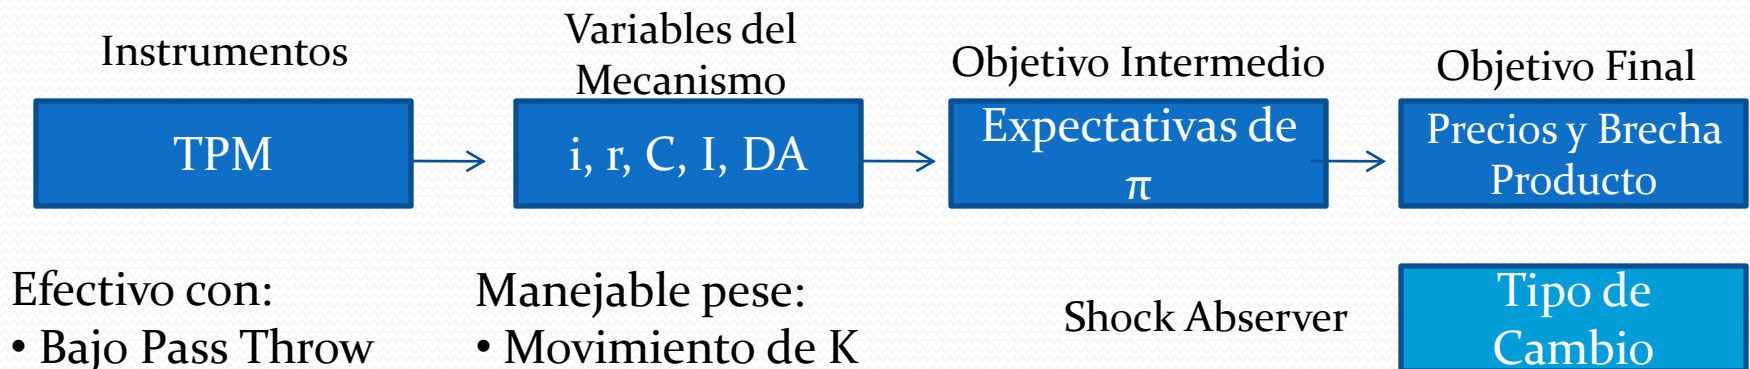 Instrumentos
Variables del
Mecanismo
Objetivo Intermedio
Objetivo Final
TPM
i, r, C, I, DA
Expectativas de
π
Precios y Brecha
Producto
Efectivo con:
• Bajo Pass Throw
Manejable pese:
• Movimiento de K
Shock Abserver
Tipo de
Cambio